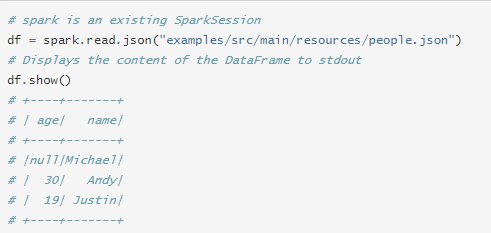 # spark is an existing SparkSession
df = spark.read.json("examples/src/main/resources/people.json")
# Displays the content of the DataFrame to stdout
df.show()
# +----+-------+
# | age|   name|
# +----+-------+
# |null|Michael|
# |  30|   Andy|
# |  19| Justin|
# +----+-------+